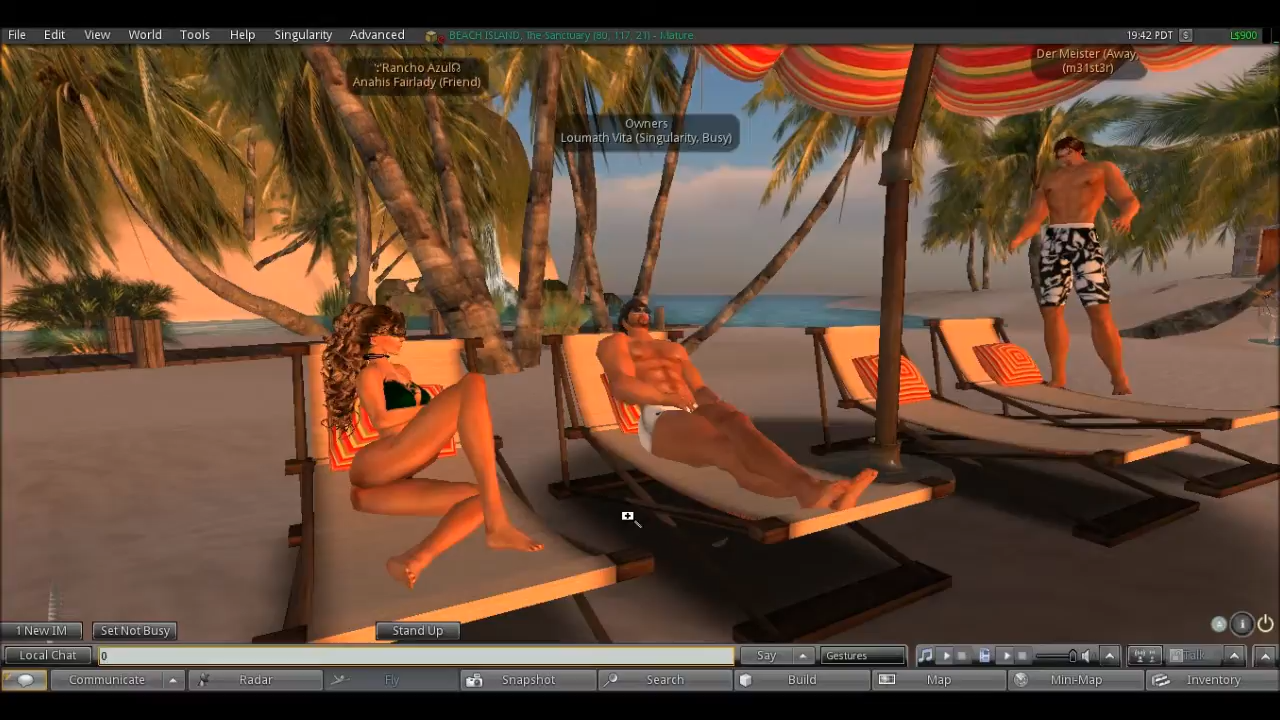 File Edit View World Tools Help Singularity Advanced BEACH ISLAND, The Sanctuary (80, 117, 21) - Mature 19:42 PDT $ L$900
Anahis Fairlady (Friend)
Owners
Loumath Vita (Singularity, Busy)
Der Meister (Away,
(m31st3r)
1 New IM Set Not Busy Stand Up
Local Chat 0 Say Gestures Talk
Communicate Radar Fly Snapshot Search Build Map Mini-Map Inventory